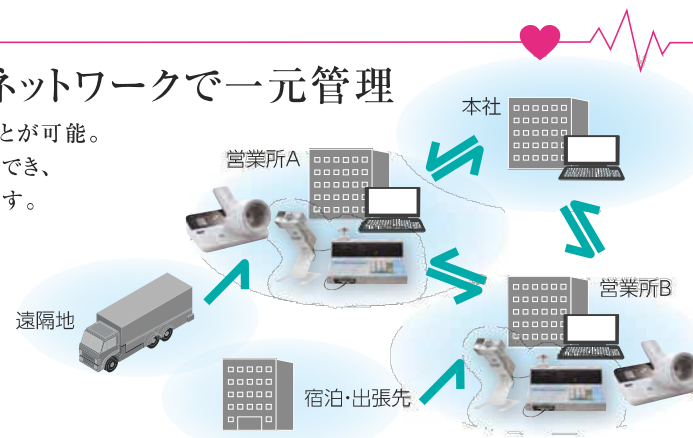 ネットワークで一元管理
とが可能。
でき、
す。
本社
営業所A
営業所B
遠隔地
宿泊・出張先